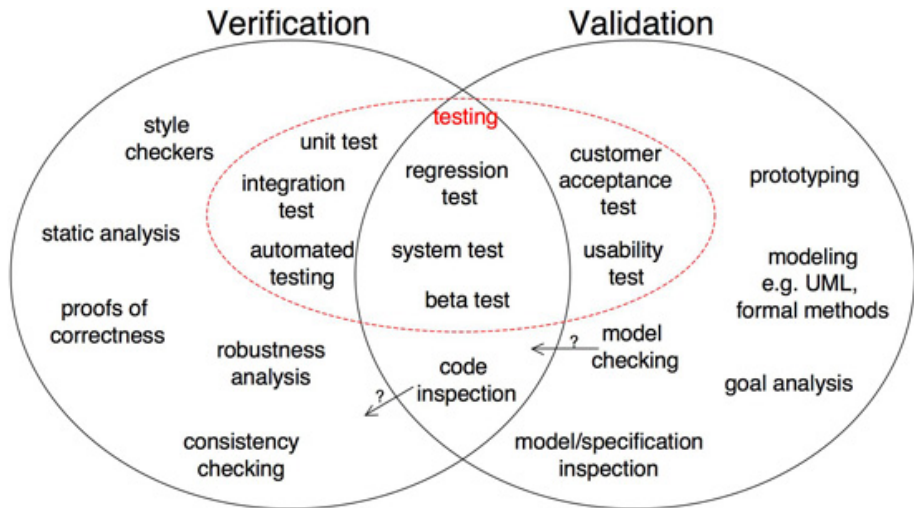 Verification
Validation
testing
style
checkers
unit test
integration
test
automated
testing
static analysis
proofs of
correctness
robustness
analysis
consistency
checking
regression
test
system test
beta test
code
inspection
?
?
customer
acceptance
test
usability
test
model
checking
model/specification
inspection
prototyping
modeling
e.g. UML,
formal methods
goal analysis